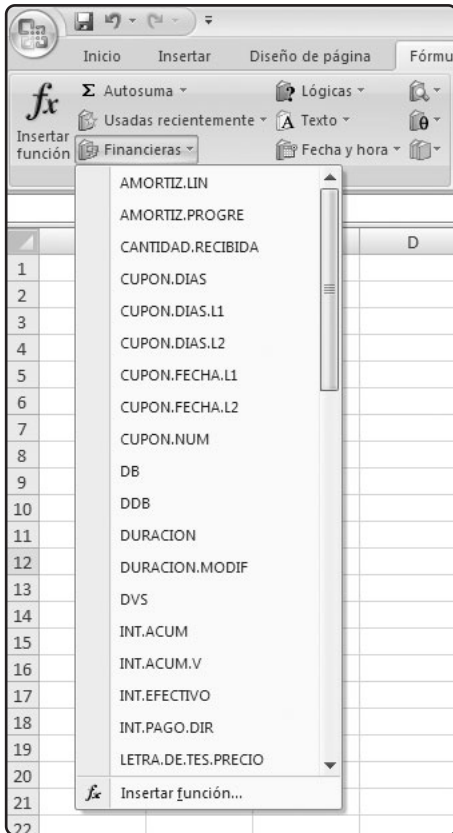 Inicio Insertar Diseño de página Fórmu
Σ Autosuma
Usadas recientemente
Financieras
fx
Insertar
función
Lógicas
A Texto
Fecha y hora
θ
D
AMORTIZ.LIN
AMORTIZ.PROGRE
CANTIDAD.RECIBIDA
CUPON.DIAS
CUPON.DIAS.L1
CUPON.DIAS.L2
CUPON.FECHA.L1
CUPON.FECHA.L2
CUPON.NUM
DB
DDB
DURACION
DURACION.MODIF
DVS
INT.ACUM
INT.ACUM.V
INT.EFECTIVO
INT.PAGO.DIR
LETRA.DE.TES.PRECIO
fx Insertar función...
1
2
3
4
5
6
7
8
9
10
11
12
13
14
15
16
17
18
19
20
21
22